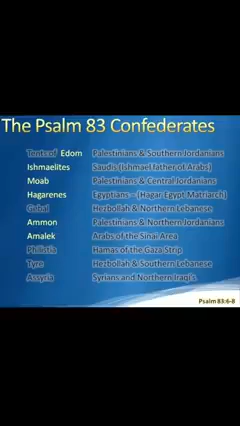 The Psalm 83 Confederates
Tents of Edom Palestinians & Southern Jordanians
Ishmaelites Saudis (Ishmael father of Arabs)
Moab Palestinians & Central Jordanians
Hagarenes Egyptians – (Hagar Egypt Matriarch)
Gebal Hezbollah & Northern Lebanese
Ammon Palestinians & Northern Jordanians
Amalek Arabs of the Sinai Area
Philistia Hamas of the Gaza Strip
Tyre Hezbollah & Southern Lebanese
Assyria Syrians and Northern Iraqi's
Psalm 83:6-8